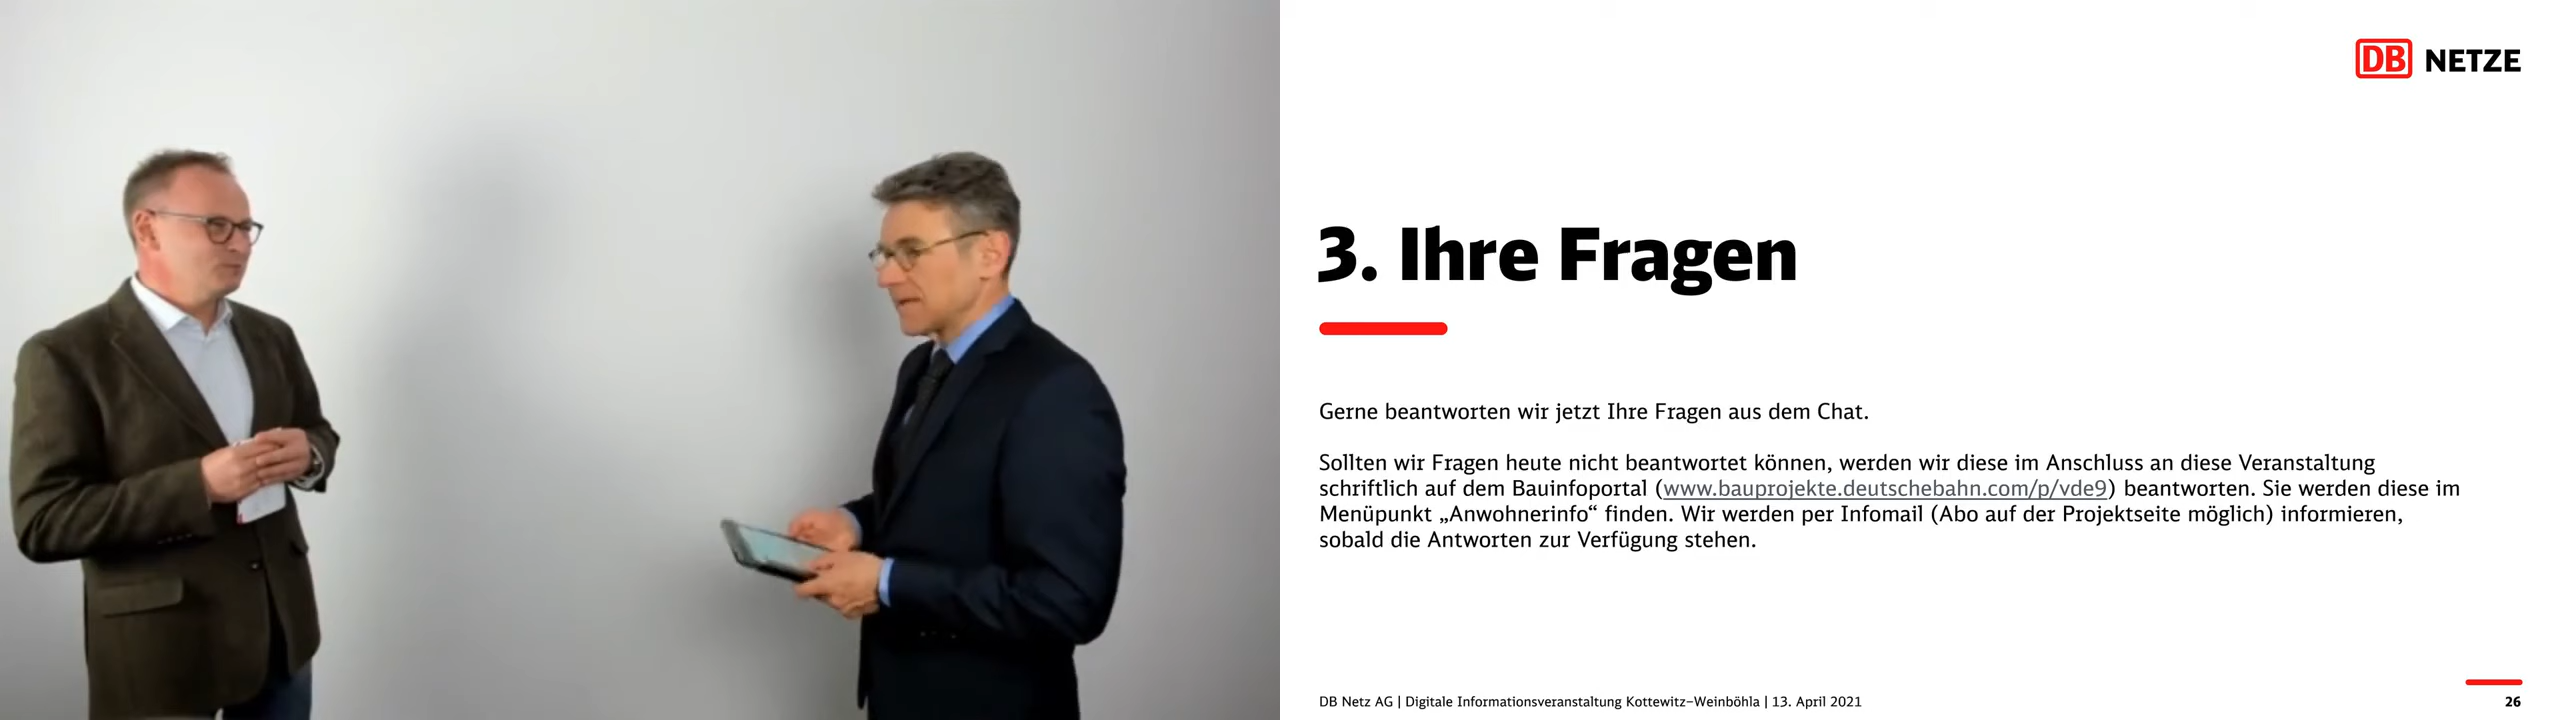 DB NETZE
3. Ihre Fragen
Gerne beantworten wir jetzt Ihre Fragen aus dem Chat.
Sollten wir Fragen heute nicht beantwortet können, werden wir diese im Anschluss an diese Veranstaltung
schriftlich auf dem Bauinfoportal (www.bauprojekte.deutschebahn.com/p/vde9) beantworten. Sie werden diese im
Menüpunkt „Anwohnerinfo“ finden. Wir werden per Infomail (Abo auf der Projektseite möglich) informieren,
sobald die Antworten zur Verfügung stehen.
DB Netz AG | Digitale Informationsveranstaltung Kottewitz–Weinböhla | 13. April 2021
26